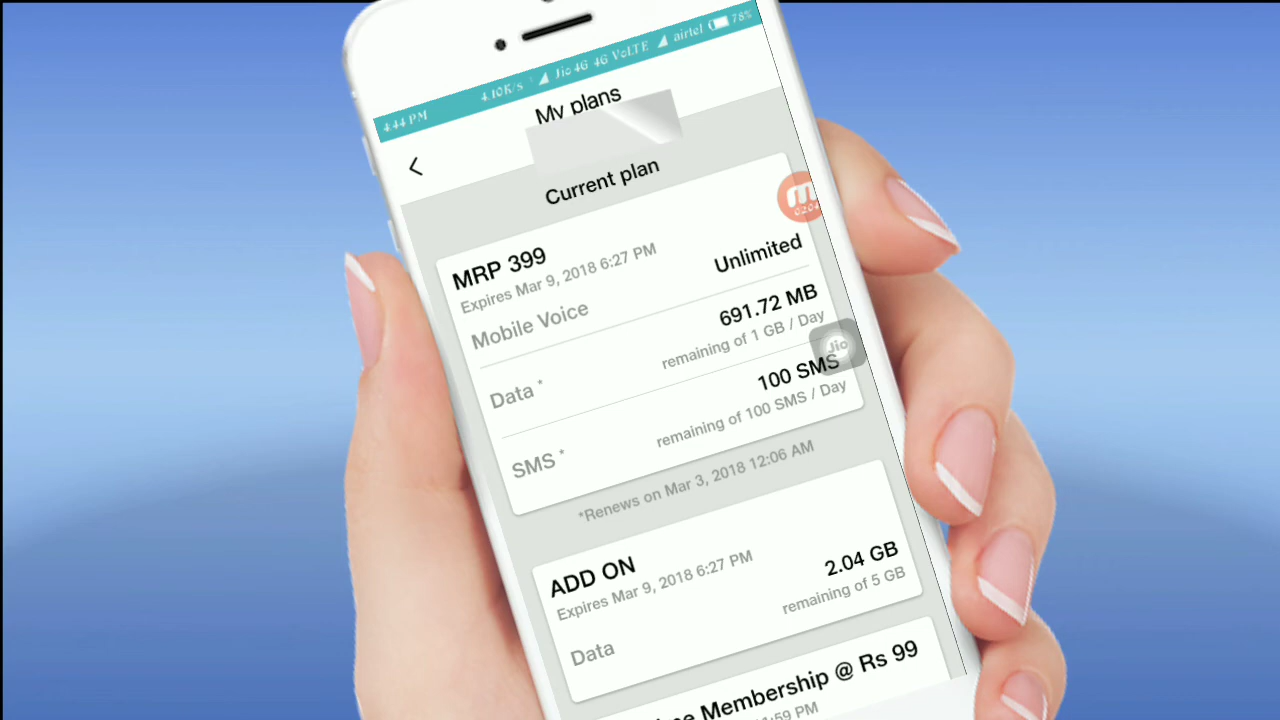 4:44 PM 4.10K/s Jio 4G 4G VoLTE airtel 78%
My plans
Current plan
MRP 399
Expires Mar 9, 2018 6:27 PM
Mobile Voice Unlimited
Data * 691.72 MB
remaining of 1 GB / Day
SMS * 100 SMS
remaining of 100 SMS / Day
*Renews on Mar 3, 2018 12:06 AM
Jio
ADD ON
Expires Mar 9, 2018 6:27 PM
Data 2.04 GB
remaining of 5 GB
Membership @ Rs 99
PM